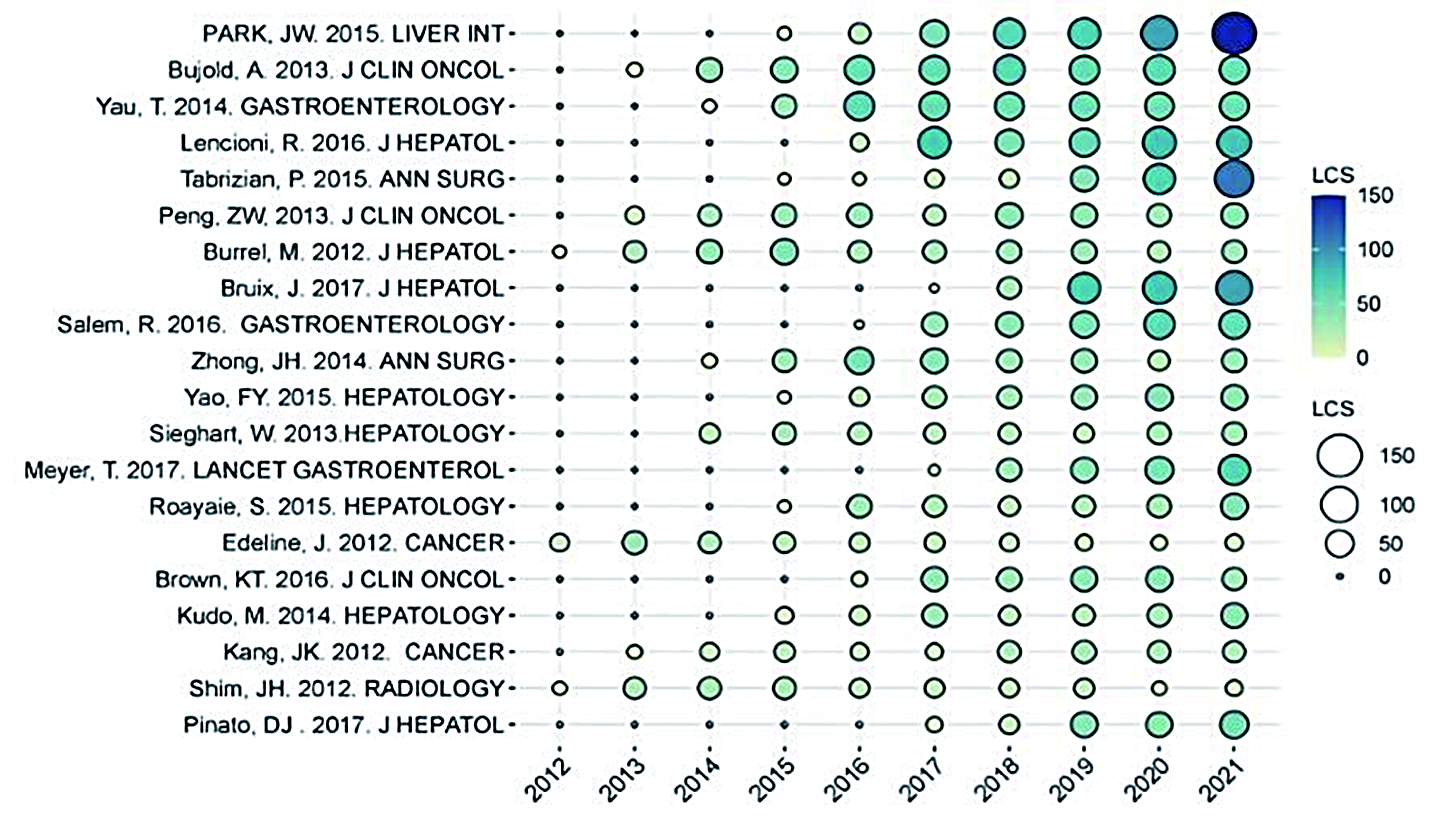 PARK, JW. 2015. LIVER INT
Bujold, A. 2013. J CLIN ONCOL
Yau, T. 2014. GASTROENTEROLOGY
Lencioni, R. 2016. J HEPATOL
Tabrizian, P. 2015. ANN SURG
Peng, ZW, 2013. J CLIN ONCOL
Burrel, M. 2012. J HEPATOL
Bruix, J. 2017. J HEPATOL
Salem, R. 2016. GASTROENTEROLOGY
Zhong, JH. 2014. ANN SURG
Yao, FY. 2015. HEPATOLOGY
Sieghart, W. 2013.HEPATOLOGY
Meyer, T. 2017. LANCET GASTROENTEROL
Roayaie, S. 2015. HEPATOLOGY
Edeline, J. 2012. CANCER
Brown, KT. 2016. J CLIN ONCOL
Kudo, M. 2014. HEPATOLOGY
Kang, JK. 2012. CANCER
Shim, JH. 2012. RADIOLOGY
Pinato, DJ . 2017. J HEPATOL
2012 2013 2014 2015 2016 2017 2018 2019 2020 2021
LCS
150
100
50
0
LCS
150
100
50
0